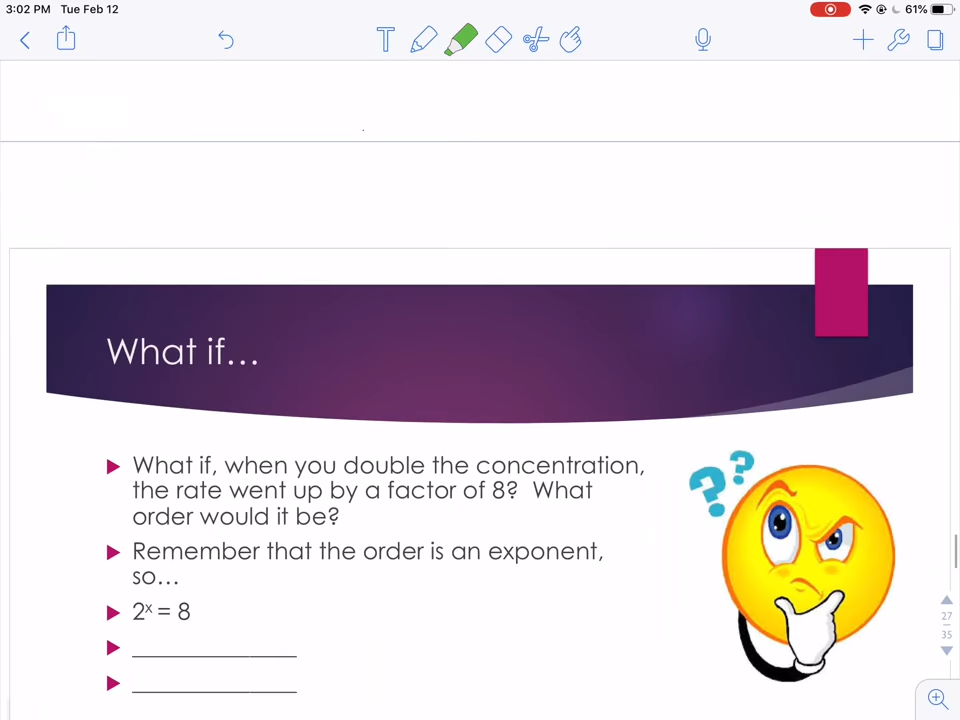 3:02 PM Tue Feb 12
61%
T
What if...
What if, when you double the concentration,
the rate went up by a factor of 8? What
order would it be?
Remember that the order is an exponent,
so...
2ˣ = 8
______________
______________
??
27
35